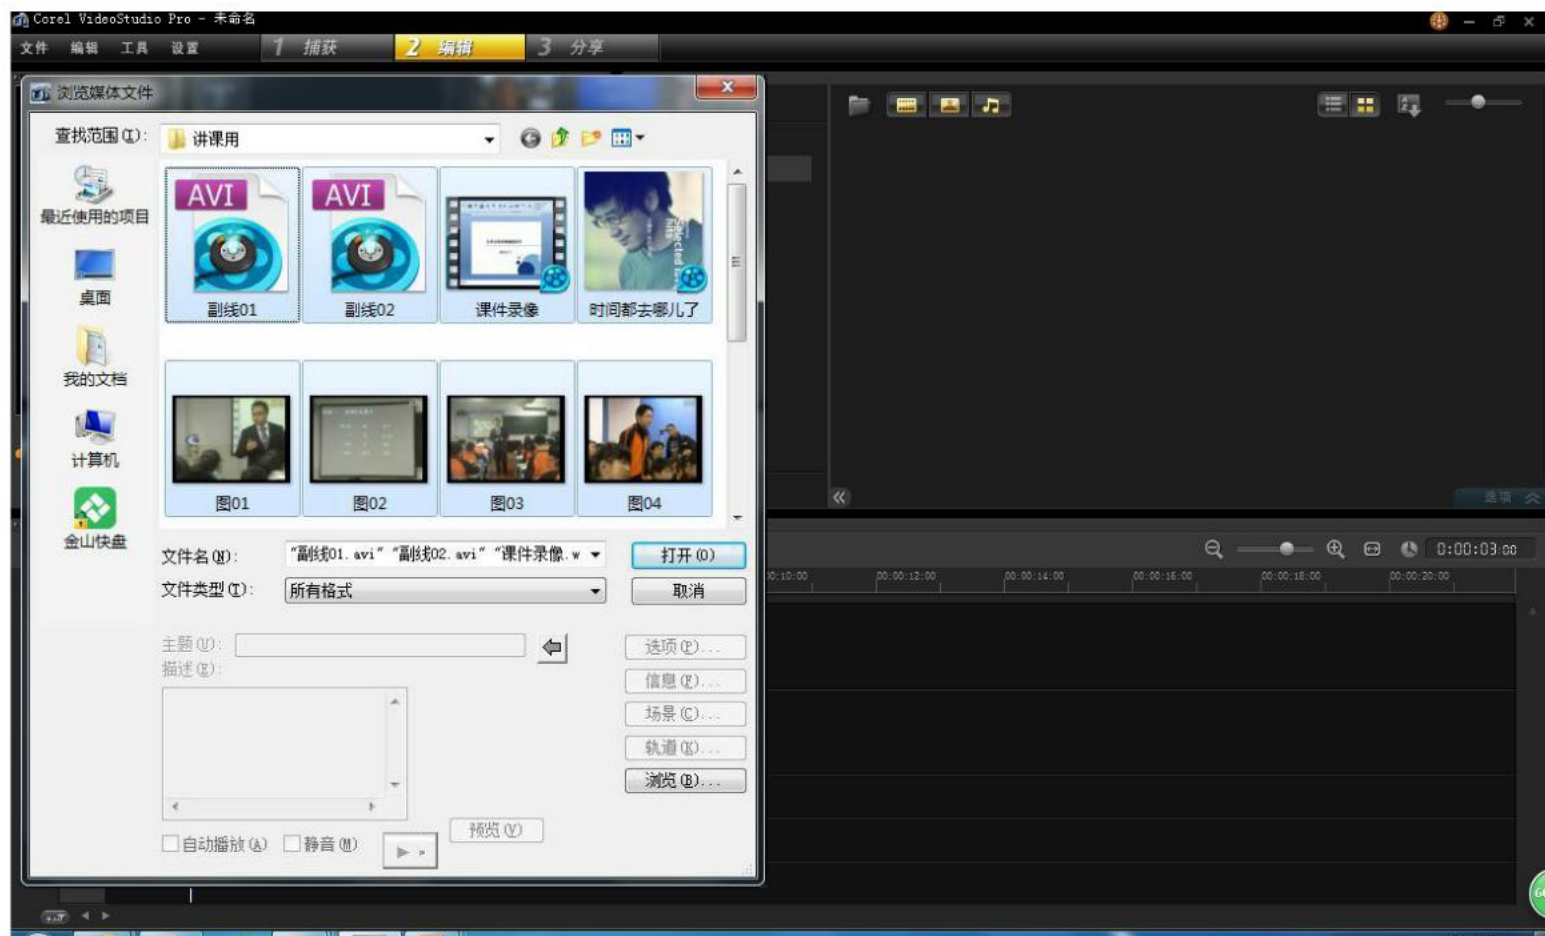 Corel VideoStudio Pro - 未命名
文件 编辑 工具 设置 1 捕获 2 编辑 3 分享
浏览媒体文件
查找范围(I): 讲课用
最近使用的项目
桌面
我的文档
计算机
金山快盘
AVI AVI
Selected
hits
副线01 副线02 课件录像 时间都去哪儿了
图01 图02 图03 图04
选项
文件名(N): "副线01.avi" "副线02.avi" "课件录像.w 打开(O)
文件类型(T): 所有格式 取消
0:00:03:00
0:10:00 00:00:12:00 00:00:14:00 00:00:16:00 00:00:18:00 00:00:20:00
主题(U): 选项(P)...
描述(E):
信息(F)...
场景(C)...
轨道(K)...
浏览(B)...
自动播放(A) 静音(M) 预览(V)